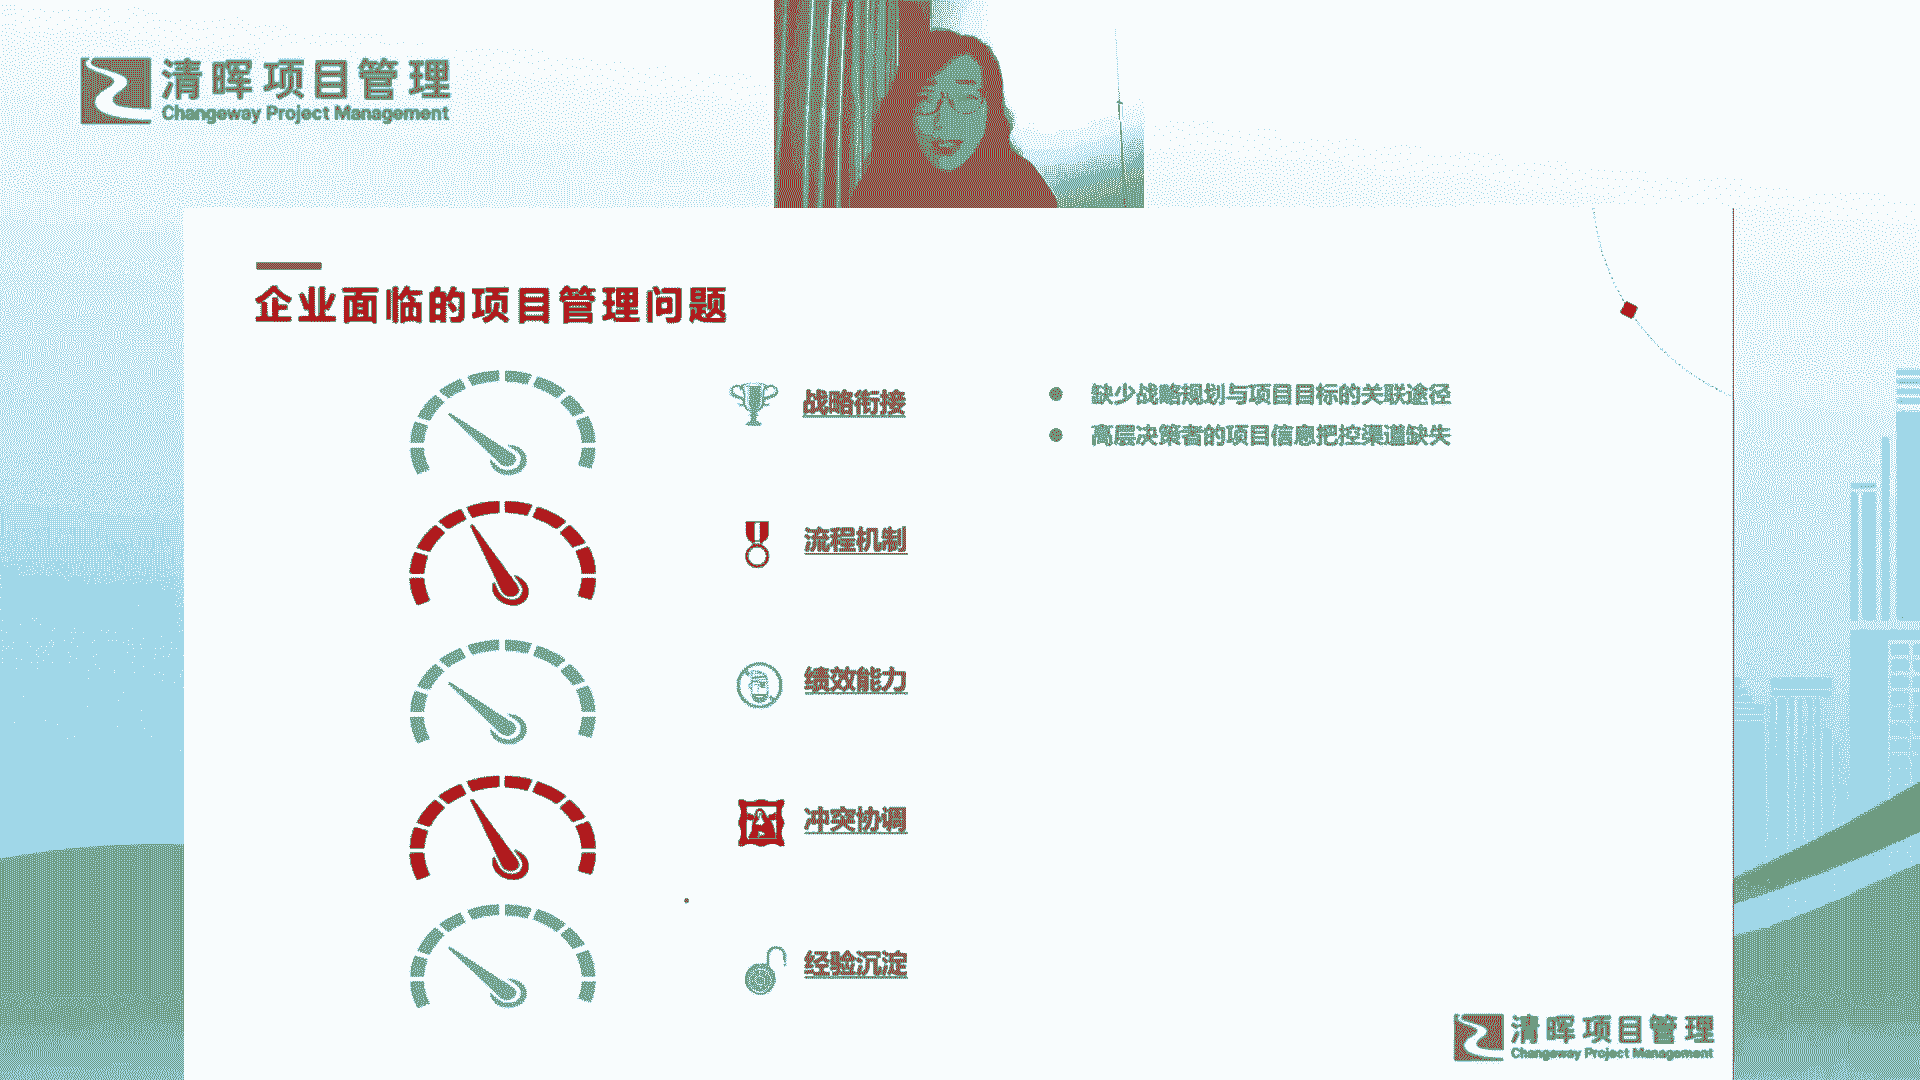 清晖项目管理
Changeway Project Management
企业面临的项目管理问题
战略衔接
缺少战略规划与项目目标的关联途径
高层决策者的项目信息把控渠道缺失
流程机制
绩效能力
冲突协调
经验沉淀
清晖项目管理
Changeway Project Management